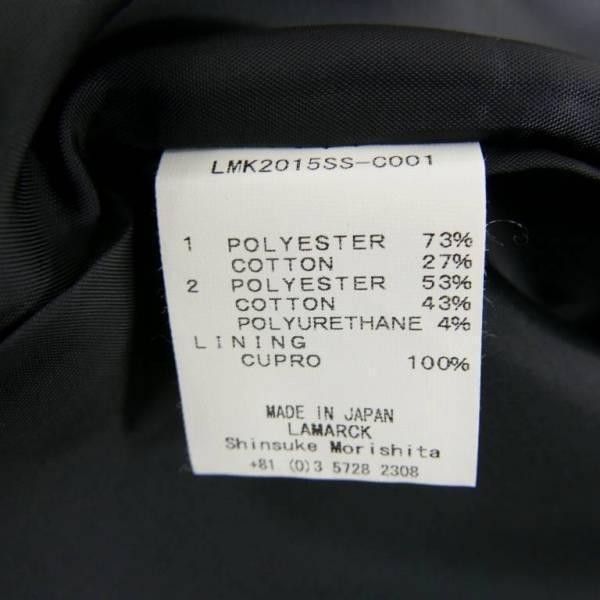 LMK2015SS-C001
1 POLYESTER 73%
COTTON 27%
2 POLYESTER 53%
COTTON 43%
POLYURETHANE 4%
LINING
CUPRO 100%
MADE IN JAPAN
LAMARCK
Shinsuke Morishita
+81 (0)3 5728 2308